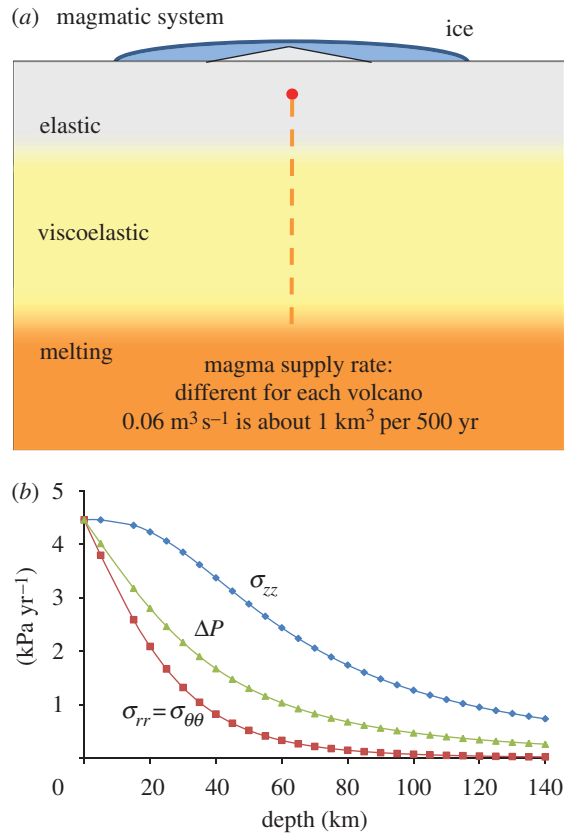 (a) magmatic system
ice
elastic
viscoelastic
melting
magma supply rate:
different for each volcano
0.06 m³ s⁻¹ is about 1 km³ per 500 yr
(b)
5
4
3
2
1
0
(kPa yr⁻¹)
σzz
ΔP
σrr = σθθ
20 40 60 80 100 120 140
depth (km)